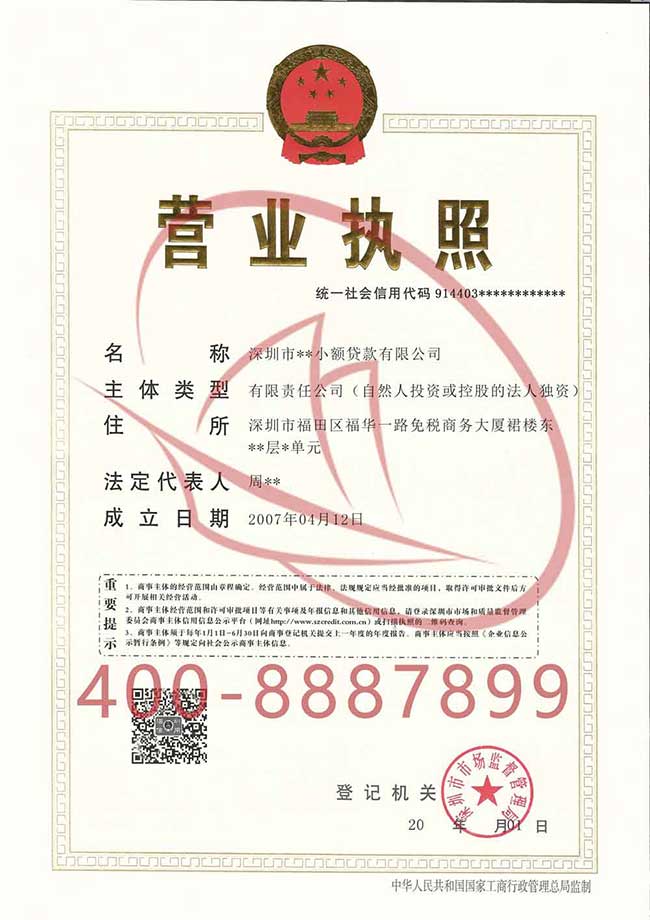 营业执照
统一社会信用代码 914403************
名称 深圳市**小额贷款有限公司
主体类型 有限责任公司（自然人投资或控股的法人独资）
住所 深圳市福田区福华一路免税商务大厦裙楼东
**层*单元
法定代表人 周**
成立日期 2007年04月12日
重要提示
1、商事主体的经营范围由章程确定。经营范围中属于法律、法规规定应当经批准的项目，取得许可审批文件后方
可开展相关经营活动。
2、商事主体经营范围和许可审批项目等有关事项及年报信息和其他信用信息，请登录深圳市市场和质量监督管理
委员会商事主体信用信息公示平台（网址http://www.szcredit.com.cn）或扫描执照的二维码查询。
3、商事主体须于每年1月1日－6月30日向商事登记机关提交上一年度的年度报告。商事主体应当按照《企业信息公
示暂行条例》等规定向社会公示商事主体信息。
400-8887899
登记机关
深圳市市场监督管理局
20 年 月01日
中华人民共和国国家工商行政管理总局监制